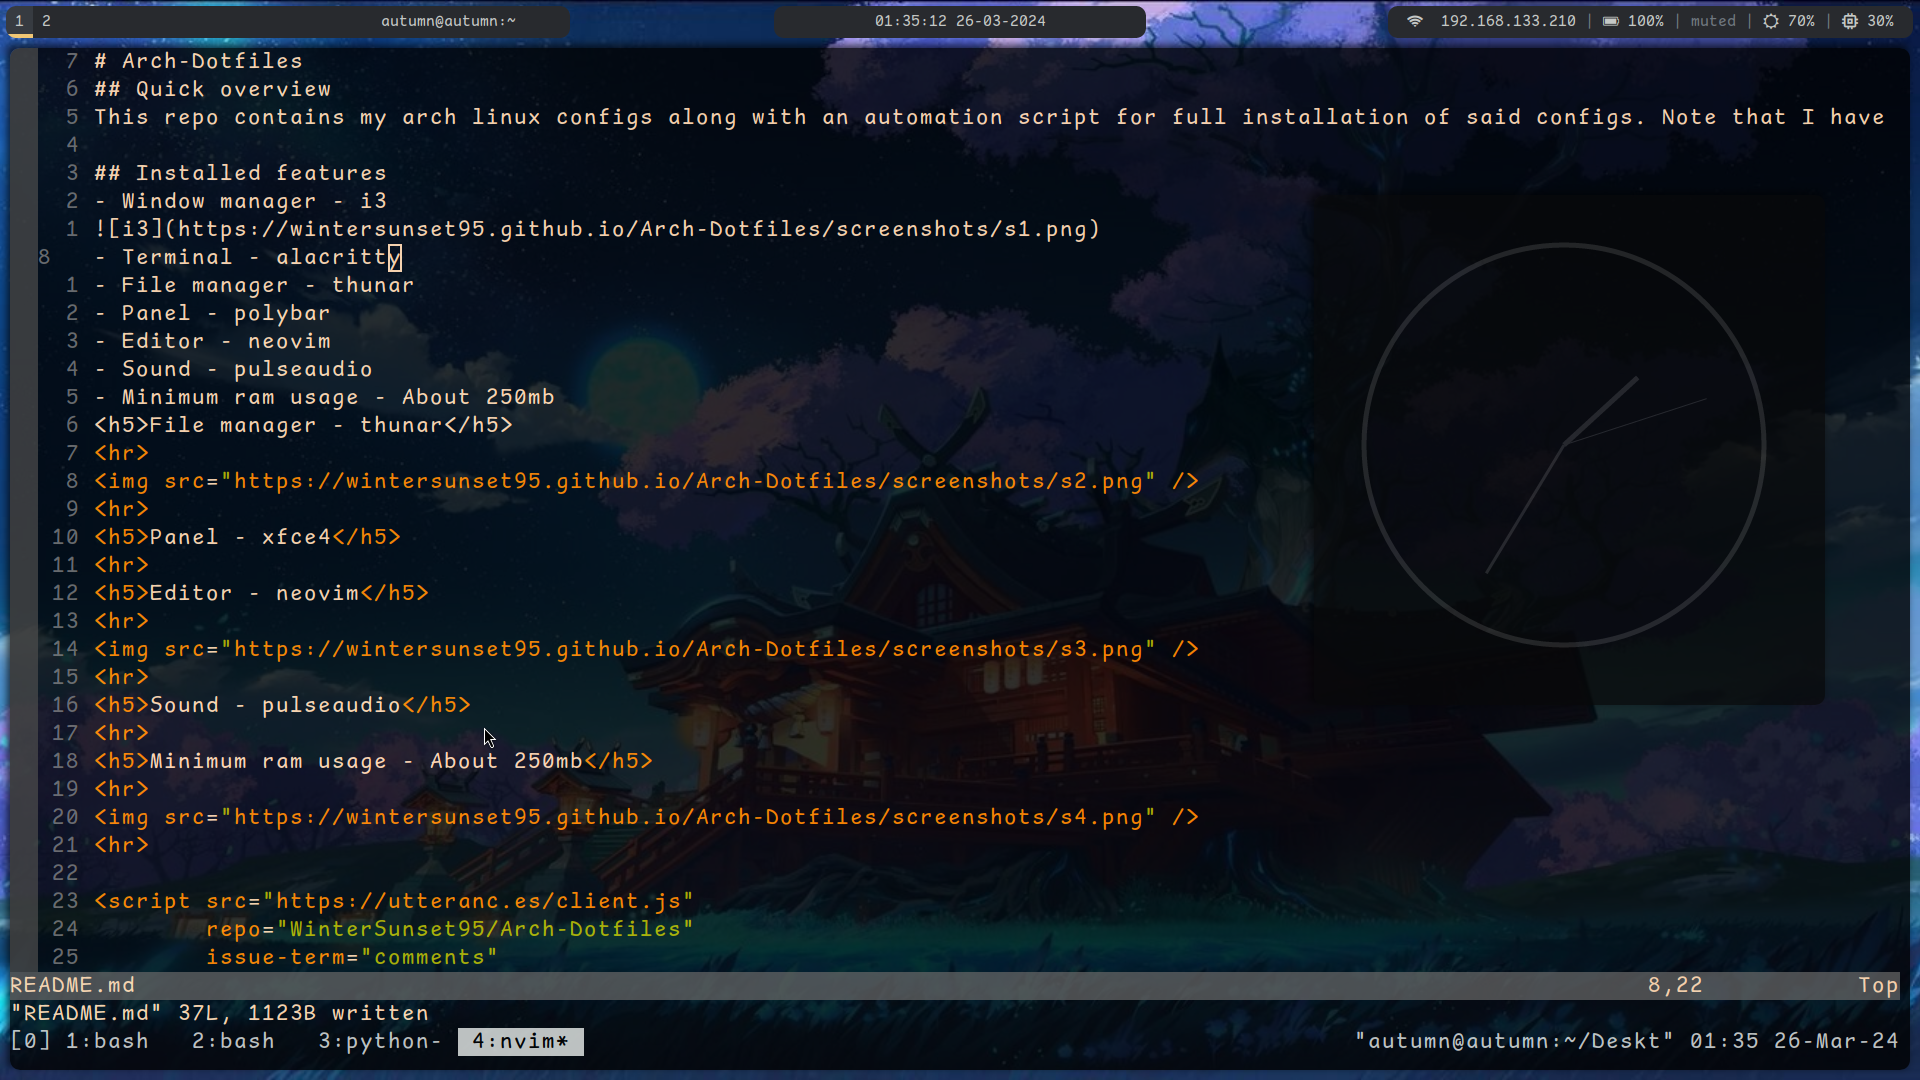 1 2 autumn@autumn:~ 01:35:12 26-03-2024 192.168.133.210 | 100% | muted | 70% | 30%
7 # Arch-Dotfiles
6 ## Quick overview
5 This repo contains my arch linux configs along with an automation script for full installation of said configs. Note that I have
4
3 ## Installed features
2 - Window manager - i3
1 ![i3](https://wintersunset95.github.io/Arch-Dotfiles/screenshots/s1.png)
8 - Terminal - alacritty
1 - File manager - thunar
2 - Panel - polybar
3 - Editor - neovim
4 - Sound - pulseaudio
5 - Minimum ram usage - About 250mb
6 <h5>File manager - thunar</h5>
7 <hr>
8 <img src="https://wintersunset95.github.io/Arch-Dotfiles/screenshots/s2.png" />
9 <hr>
10 <h5>Panel - xfce4</h5>
11 <hr>
12 <h5>Editor - neovim</h5>
13 <hr>
14 <img src="https://wintersunset95.github.io/Arch-Dotfiles/screenshots/s3.png" />
15 <hr>
16 <h5>Sound - pulseaudio</h5>
17 <hr>
18 <h5>Minimum ram usage - About 250mb</h5>
19 <hr>
20 <img src="https://wintersunset95.github.io/Arch-Dotfiles/screenshots/s4.png" />
21 <hr>
22
23 <script src="https://utteranc.es/client.js"
24 repo="WinterSunset95/Arch-Dotfiles"
25 issue-term="comments"
README.md 8,22 Top
"README.md" 37L, 1123B written
[0] 1:bash 2:bash 3:python- 4:nvim* "autumn@autumn:~/Deskt" 01:35 26-Mar-24